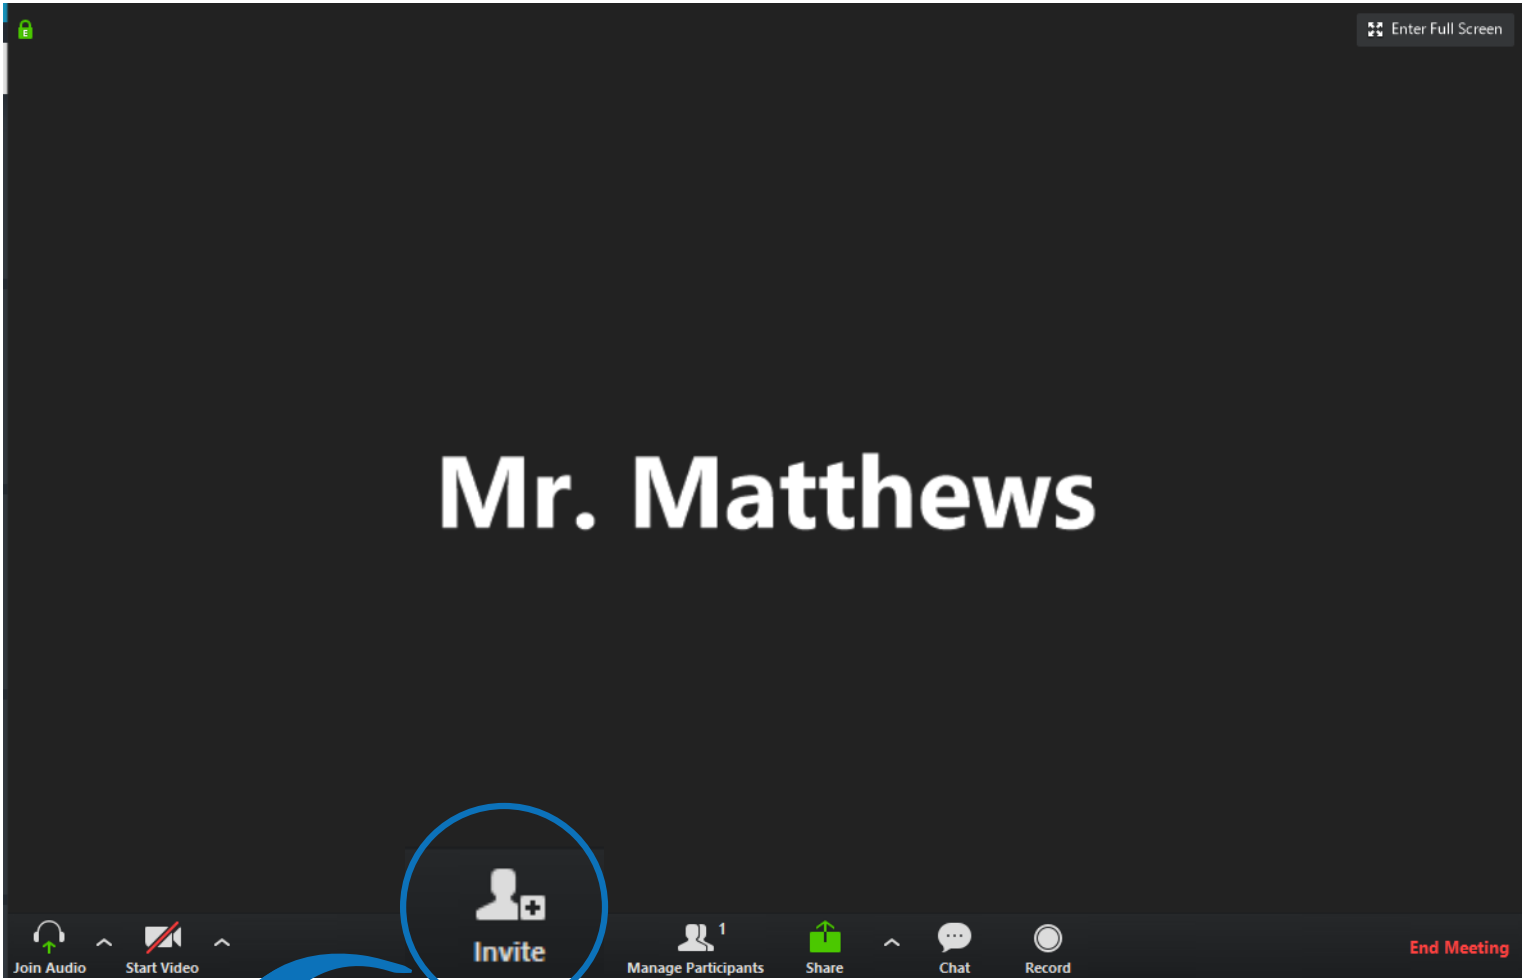 E
Enter Full Screen
Mr. Matthews
Invite
1
Join Audio
Start Video
Manage Participants
Share
Chat
Record
End Meeting